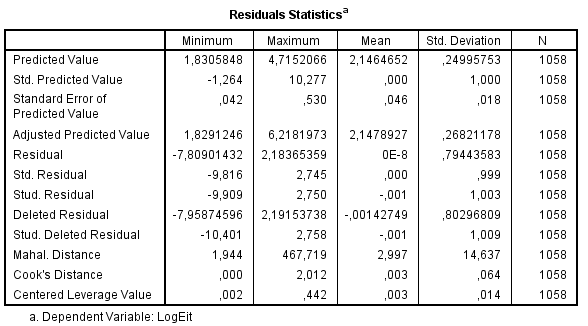 Residuals Statisticsa
Minimum Maximum Mean Std. Deviation N
Predicted Value 1,8305848 4,7152066 2,1464652 ,24995753 1058
Std. Predicted Value -1,264 10,277 ,000 1,000 1058
Standard Error of
Predicted Value ,042 ,530 ,046 ,018 1058
Adjusted Predicted Value 1,8291246 6,2181973 2,1478927 ,26821178 1058
Residual -7,80901432 2,18365359 0E-8 ,79443583 1058
Std. Residual -9,816 2,745 ,000 ,999 1058
Stud. Residual -9,909 2,750 -,001 1,003 1058
Deleted Residual -7,95874596 2,19153738 -,00142749 ,80296809 1058
Stud. Deleted Residual -10,401 2,758 -,001 1,009 1058
Mahal. Distance 1,944 467,719 2,997 14,637 1058
Cook's Distance ,000 2,012 ,003 ,064 1058
Centered Leverage Value ,002 ,442 ,003 ,014 1058
a. Dependent Variable: LogEit